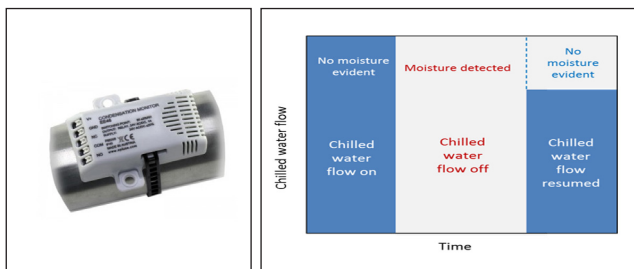 CONDENSATION MONITOR
No moisture
evident
Moisture detected
No
moisture
evident
Chilled
water
flow on
Chilled
water
flow off
Chilled
water
flow
resumed
Chilled water flow
Time